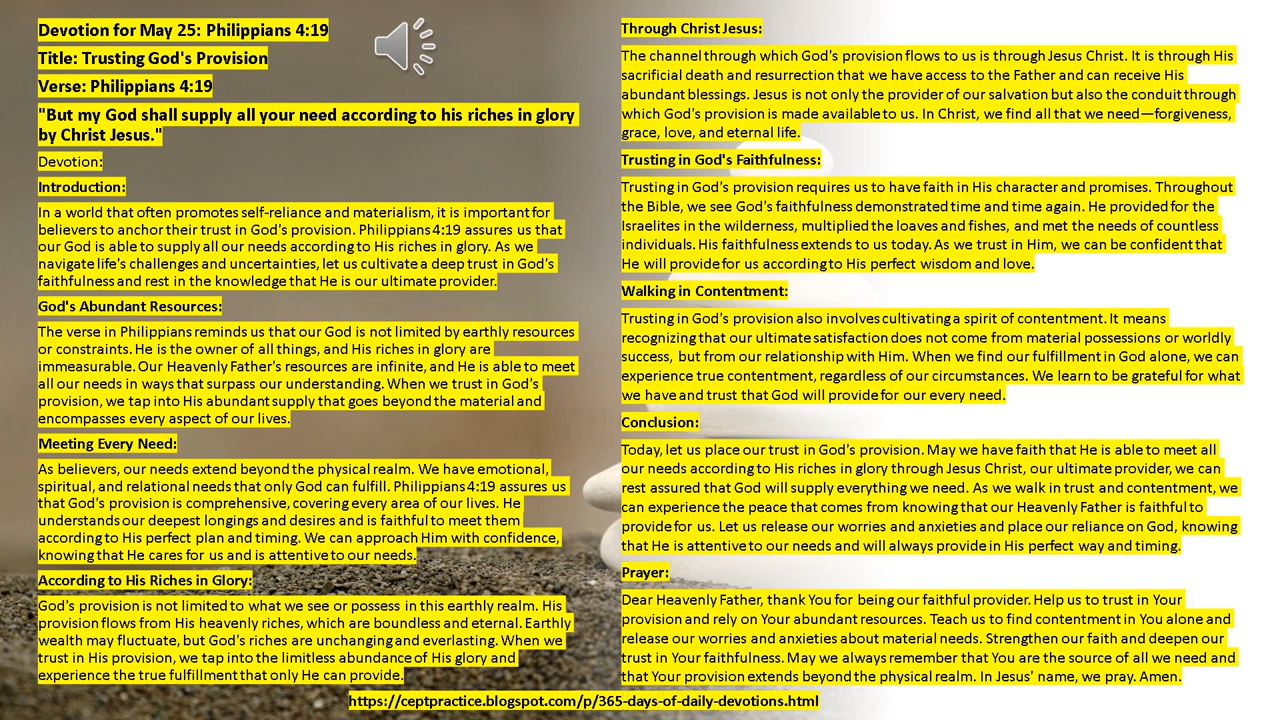 Devotion for May 25: Philippians 4:19
Title: Trusting God's Provision
Verse: Philippians 4:19
"But my God shall supply all your need according to his riches in glory
by Christ Jesus."
Devotion:
Introduction:
In a world that often promotes self-reliance and materialism, it is important for
believers to anchor their trust in God's provision. Philippians 4:19 assures us that
our God is able to supply all our needs according to His riches in glory. As we
navigate life's challenges and uncertainties, let us cultivate a deep trust in God's
faithfulness and rest in the knowledge that He is our ultimate provider.
God's Abundant Resources:
The verse in Philippians reminds us that our God is not limited by earthly resources
or constraints. He is the owner of all things, and His riches in glory are
immeasurable. Our Heavenly Father's resources are infinite, and He is able to meet
all our needs in ways that surpass our understanding. When we trust in God's
provision, we tap into His abundant supply that goes beyond the material and
encompasses every aspect of our lives.
Meeting Every Need:
As believers, our needs extend beyond the physical realm. We have emotional,
spiritual, and relational needs that only God can fulfill. Philippians 4:19 assures us
that God's provision is comprehensive, covering every area of our lives. He
understands our deepest longings and desires and is faithful to meet them
according to His perfect plan and timing. We can approach Him with confidence,
knowing that He cares for us and is attentive to our needs.
According to His Riches in Glory:
God's provision is not limited to what we see or possess in this earthly realm. His
provision flows from His heavenly riches, which are boundless and eternal. Earthly
wealth may fluctuate, but God's riches are unchanging and everlasting. When we
trust in His provision, we tap into the limitless abundance of His glory and
experience the true fulfillment that only He can provide.
Through Christ Jesus:
The channel through which God's provision flows to us is through Jesus Christ. It is through His
sacrificial death and resurrection that we have access to the Father and can receive His
abundant blessings. Jesus is not only the provider of our salvation but also the conduit through
which God's provision is made available to us. In Christ, we find all that we need—forgiveness,
grace, love, and eternal life.
Trusting in God's Faithfulness:
Trusting in God's provision requires us to have faith in His character and promises. Throughout
the Bible, we see God's faithfulness demonstrated time and time again. He provided for the
Israelites in the wilderness, multiplied the loaves and fishes, and met the needs of countless
individuals. His faithfulness extends to us today. As we trust in Him, we can be confident that
He will provide for us according to His perfect wisdom and love.
Walking in Contentment:
Trusting in God's provision also involves cultivating a spirit of contentment. It means
recognizing that our ultimate satisfaction does not come from material possessions or worldly
success, but from our relationship with Him. When we find our fulfillment in God alone, we can
experience true contentment, regardless of our circumstances. We learn to be grateful for what
we have and trust that God will provide for our every need.
Conclusion:
Today, let us place our trust in God's provision. May we have faith that He is able to meet all
our needs according to His riches in glory through Jesus Christ, our ultimate provider, we can
rest assured that God will supply everything we need. As we walk in trust and contentment, we
can experience the peace that comes from knowing that our Heavenly Father is faithful to
provide for us. Let us release our worries and anxieties and place our reliance on God, knowing
that He is attentive to our needs and will always provide in His perfect way and timing.
Prayer:
Dear Heavenly Father, thank You for being our faithful provider. Help us to trust in Your
provision and rely on Your abundant resources. Teach us to find contentment in You alone and
release our worries and anxieties about material needs. Strengthen our faith and deepen our
trust in Your faithfulness. May we always remember that You are the source of all we need and
that Your provision extends beyond the physical realm. In Jesus' name, we pray. Amen.
https://ceptpractice.blogspot.com/p/365-days-of-daily-devotions.html